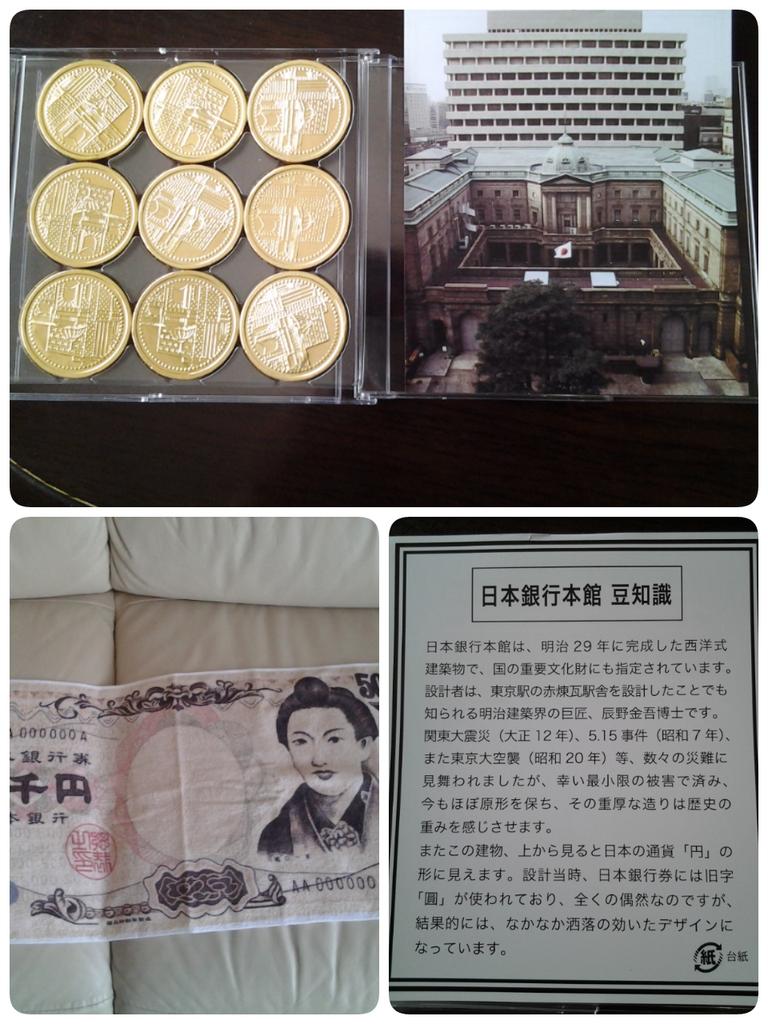 1
1
50
A 000000 A
銀行券
千円
本銀行
AA 000000
日本銀行本館 豆知識
日本銀行本館は、明治 29 年に完成した西洋式
建築物で、国の重要文化財にも指定されています。
設計者は、東京駅の赤煉瓦駅舎を設計したことでも
知られる明治建築界の巨匠、辰野金吾博士です。
関東大震災（大正 12 年）、5.15 事件（昭和 7 年）、
また東京大空襲（昭和 20 年）等、数々の災難に
見舞われましたが、幸い最小限の被害で済み、
今もほぼ原形を保ち、その重厚な造りは歴史の
重みを感じさせます。
またこの建物、上から見ると日本の通貨「円」の
形に見えます。設計当時、日本銀行券には旧字
「圓」が使われており、全くの偶然なのですが、
結果的には、なかなか洒落の効いたデザインに
なっています。
紙 台紙